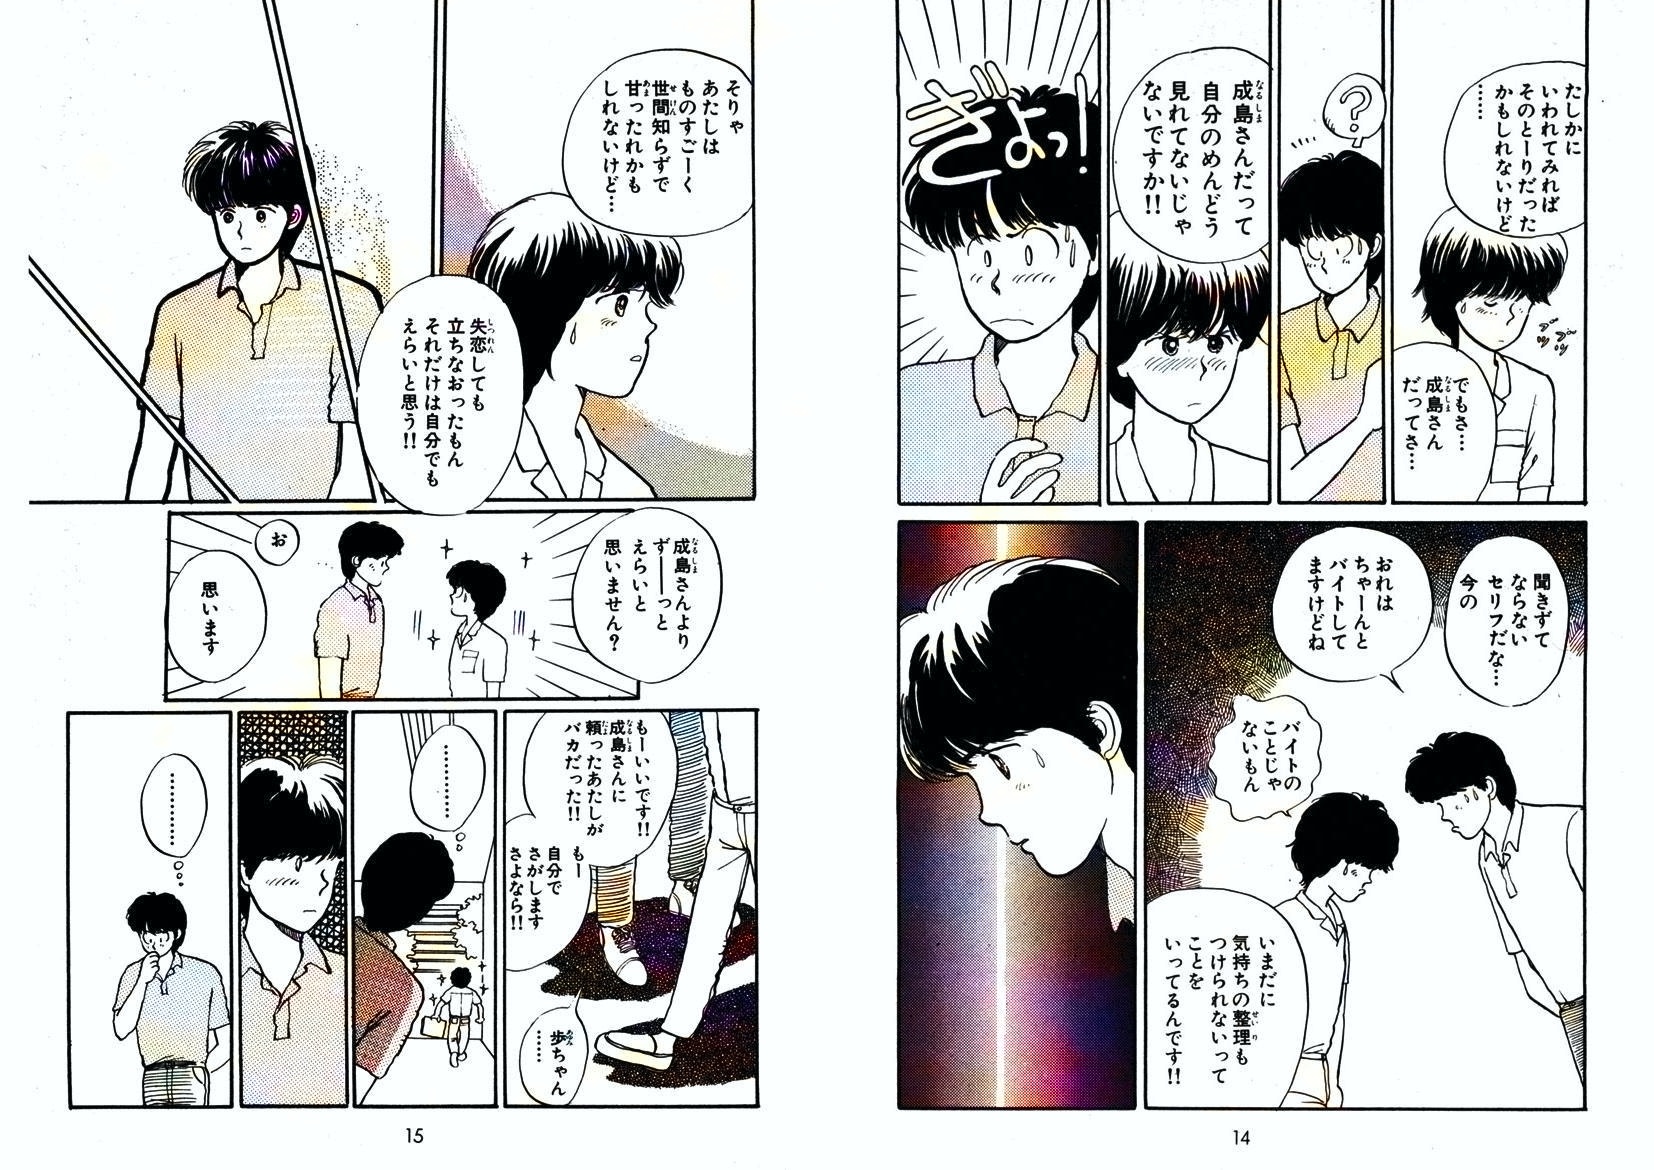 たしかに
いわれてみれば
そのとーりだった
かもしれないけど
……
ブーッ
ブーッ
でもさ…
成島さん
だってさ…
?
成島さんだって
自分のめんどう
見れてないじゃ
ないですか!!
ぎょっ!
聞きずて
ならない
セリフだな…
今の
おれは
ちゃーんと
バイトして
ますけどね
バイトの
ことじゃ
ないもん
いまだに
気持ちの整理も
つけられないって
ことを
いってるんです!!
14
そりゃ
あたしは
ものすごーく
世間知らずで
甘ったれかも
しれないけど…
失恋しても
立ちなおったもん
それだけは自分でも
えらいと思う!!
成島さんより
ずーーっと
えらいと
思いません?
お
思います
もーいいです!!
成島さんに
頼ったあたしが
バカだった!!
もー
自分で
さがします
さよなら!!
歩ちゃん
……
………
…………
15